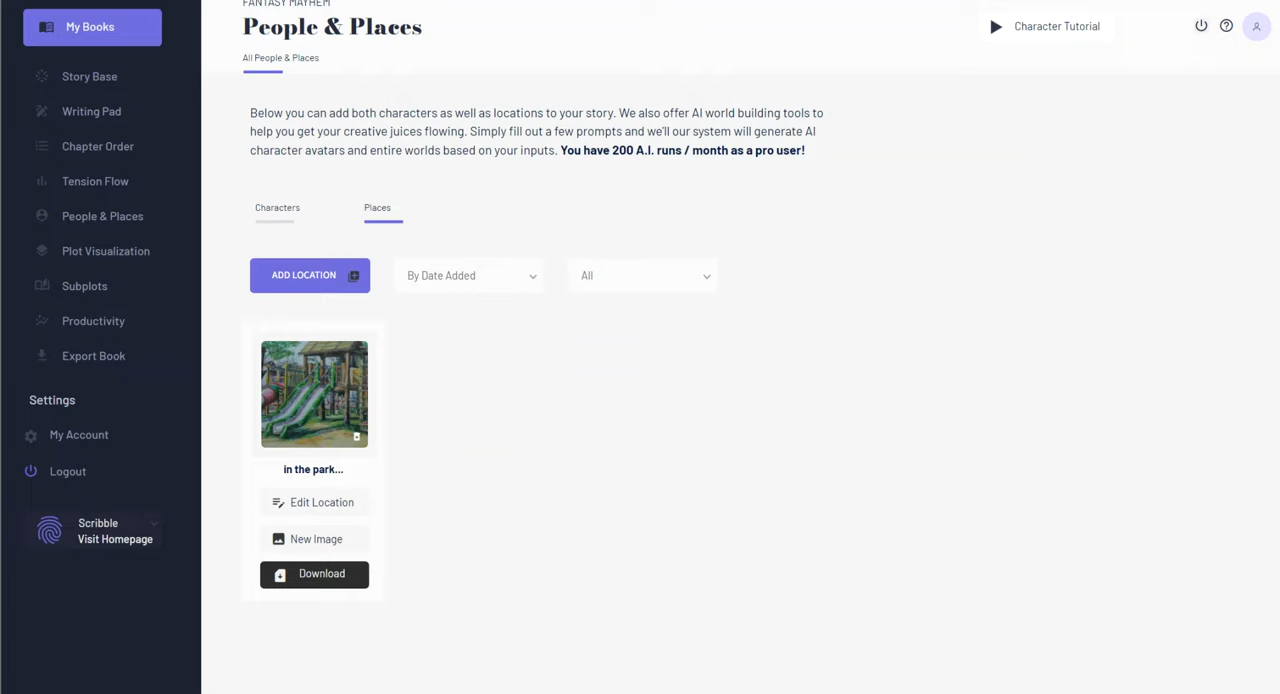 FANTASY MAYHEM
My Books
People & Places
Character Tutorial
All People & Places
Story Base
Writing Pad
Chapter Order
Tension Flow
People & Places
Plot Visualization
Subplots
Productivity
Export Book
Settings
My Account
Logout
Scribble
Visit Homepage
Below you can add both characters as well as locations to your story. We also offer AI world building tools to
help you get your creative juices flowing. Simply fill out a few prompts and we'll our system will generate AI
character avatars and entire worlds based on your inputs. You have 200 A.I. runs / month as a pro user!
Characters
Places
ADD LOCATION
By Date Added
All
in the park...
Edit Location
New Image
Download